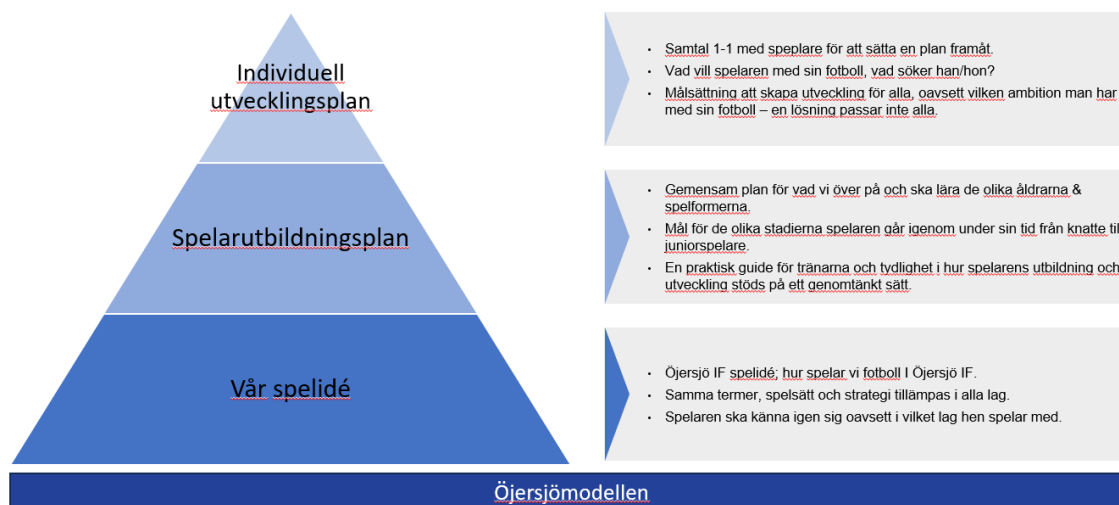 Individuell
utvecklingsplan
• Samtal 1-1 med speplare för att sätta en plan framåt.
• Vad vill spelaren med sin fotboll, vad söker han/hon?
• Målsättning att skapa utveckling för alla, oavsett vilken ambition man har
med sin fotboll – en lösning passar inte alla.
Spelarutbildningsplan
• Gemensam plan för vad vi över på och ska lära de olika åldrarna &
spelformerna.
• Mål för de olika stadierna spelaren går igenom under sin tid från knatte til
juniorspelare.
• En praktisk guide för tränarna och tydlighet i hur spelarens utbildning och
utveckling stöds på ett genomtänkt sätt.
Vår spelidé
• Öjersjö IF spelidé; hur spelar vi fotboll I Öjersjö IF.
• Samma termer, spelsätt och strategi tillämpas i alla lag.
• Spelaren ska känna igen sig oavsett i vilket lag hen spelar med.
Öjersjömodellen